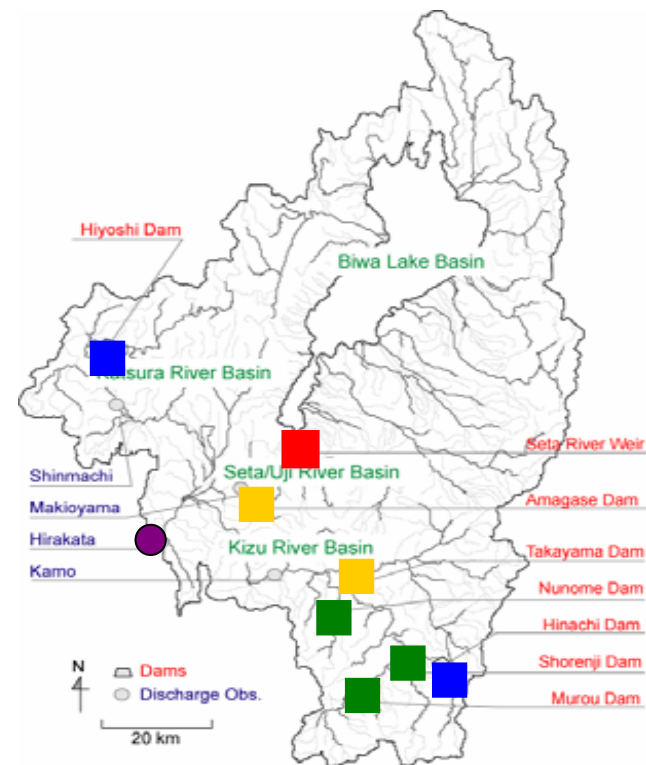 Hiyoshi Dam
Biwa Lake Basin
Katsura River Basin
Seta River Weir
Shinmachi
Seta/Uji River Basin
Makioyama
Amagase Dam
Hirakata
Kizu River Basin
Takayama Dam
Kamo
Nunome Dam
Hinachi Dam
N
Dams
Shorenji Dam
Discharge Obs.
Murou Dam
20 km